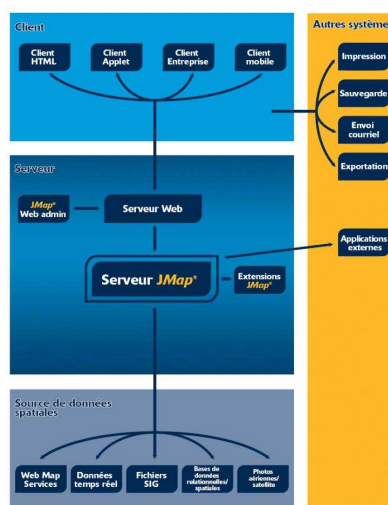 Client
Client
HTML
Client
Applet
Client
Entreprise
Client
mobile
Autres système
Impression
Sauvegarde
Envoi
courriel
Exportation
Serveur
JMap*
Web admin
Serveur Web
Applications
externes
Serveur JMap*
Extensions
JMap*
Source de données
spatiales
Web Map
Services
Données
temps réel
Fichiers
SIG
Bases de
données
relationnelles/
spatiales
Photos
aériennes/
satellite